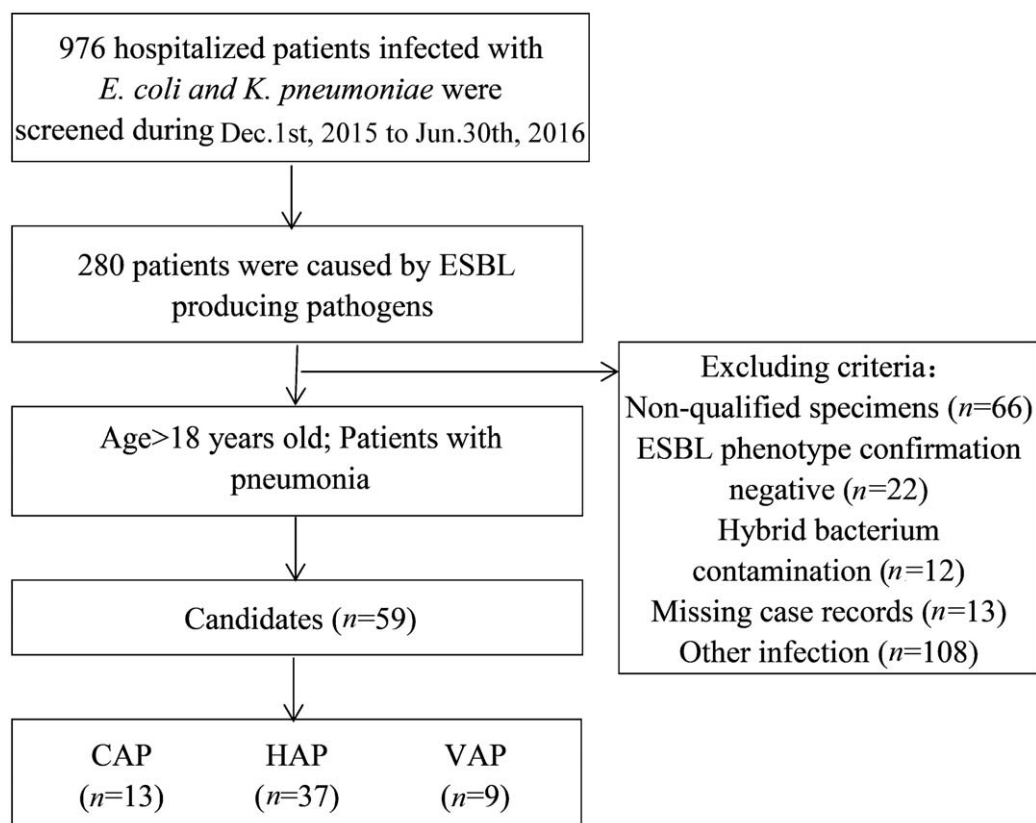 976 hospitalized patients infected with
E. coli and K. pneumoniae were
screened during Dec.1st, 2015 to Jun.30th, 2016
280 patients were caused by ESBL
producing pathogens
Excluding criteria：
Non-qualified specimens (n=66)
ESBL phenotype confirmation
negative (n=22)
Hybrid bacterium
contamination (n=12)
Missing case records (n=13)
Other infection (n=108)
Age>18 years old; Patients with
pneumonia
Candidates (n=59)
CAP HAP VAP
(n=13) (n=37) (n=9)